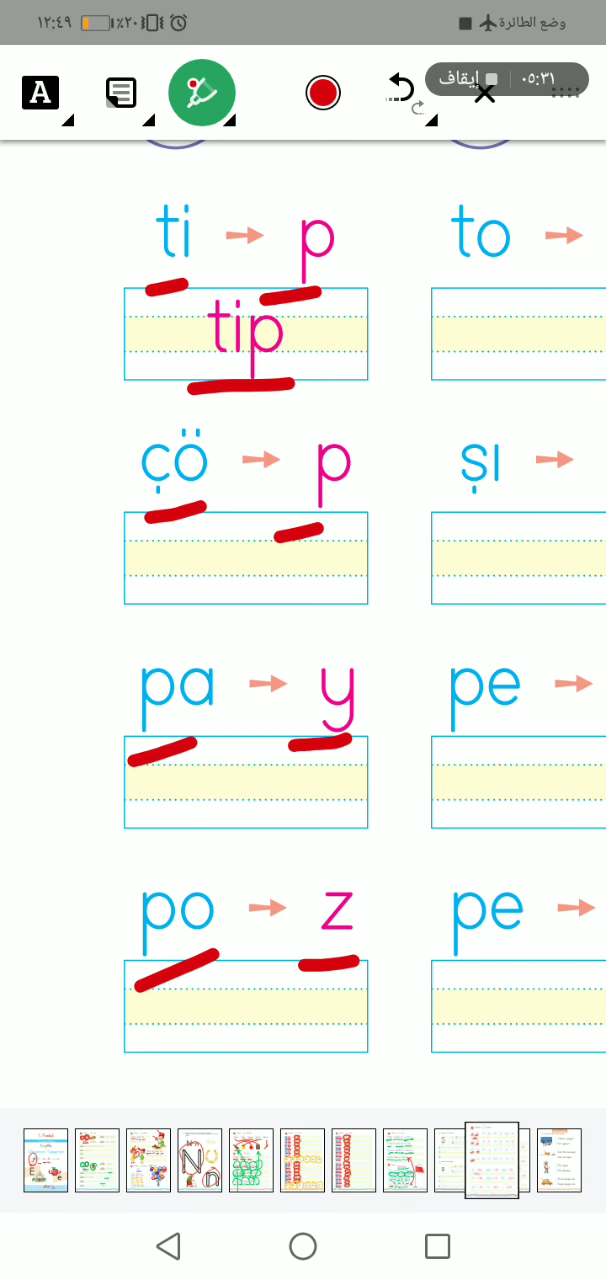 ١٢:٤٩ ٪٢٠ وضع الطائرة
A إيقاف ٠٥:٣١
ti p to
tip
çö p şı
pa y pe
po z pe